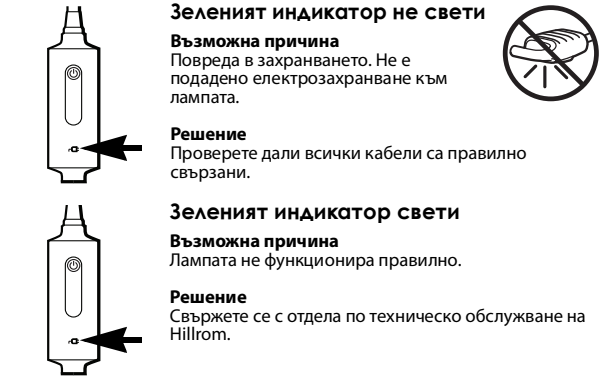 Зеленият индикатор не свети
Възможна причина
Повреда в захранването. Не е
подадено електрозахранване към
лампата.
Решение
Проверете дали всички кабели са правилно
свързани.
Зеленият индикатор свети
Възможна причина
Лампата не функционира правилно.
Решение
Свържете се с отдела по техническо обслужване на
Hillrom.